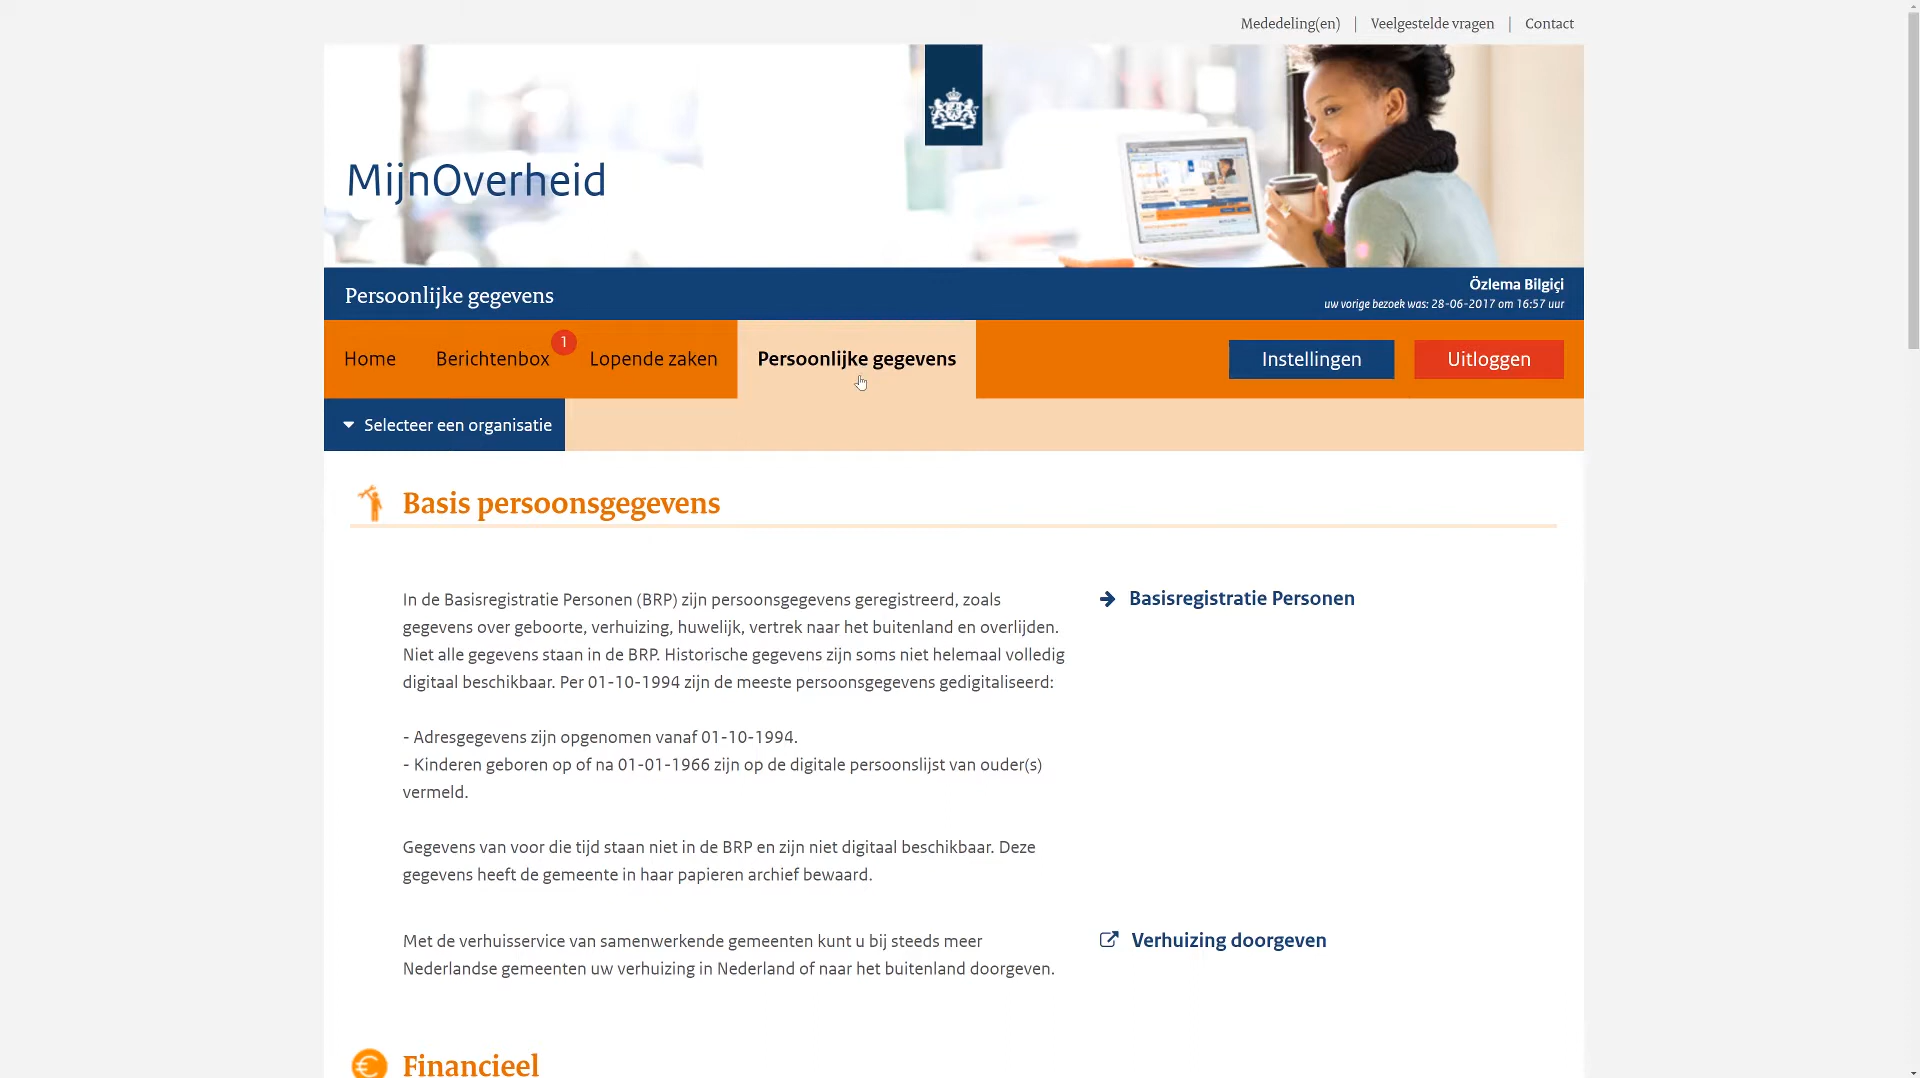 Mededeling(en) | Veelgestelde vragen | Contact
MijnOverheid
Persoonlijke gegevens
Özlema Bilgiçi
uw vorige bezoek was: 28-06-2017 om 16:57 uur
Home Berichtenbox 1 Lopende zaken Persoonlijke gegevens Instellingen Uitloggen
Selecteer een organisatie
Basis persoonsgegevens
In de Basisregistratie Personen (BRP) zijn persoonsgegevens geregistreerd, zoals
gegevens over geboorte, verhuizing, huwelijk, vertrek naar het buitenland en overlijden.
Niet alle gegevens staan in de BRP. Historische gegevens zijn soms niet helemaal volledig
digitaal beschikbaar. Per 01-10-1994 zijn de meeste persoonsgegevens gedigitaliseerd:
- Adresgegevens zijn opgenomen vanaf 01-10-1994.
- Kinderen geboren op of na 01-01-1966 zijn op de digitale persoonslijst van ouder(s)
vermeld.
Gegevens van voor die tijd staan niet in de BRP en zijn niet digitaal beschikbaar. Deze
gegevens heeft de gemeente in haar papieren archief bewaard.
Basisregistratie Personen
Met de verhuisservice van samenwerkende gemeenten kunt u bij steeds meer
Nederlandse gemeenten uw verhuizing in Nederland of naar het buitenland doorgeven.
Verhuizing doorgeven
Financieel